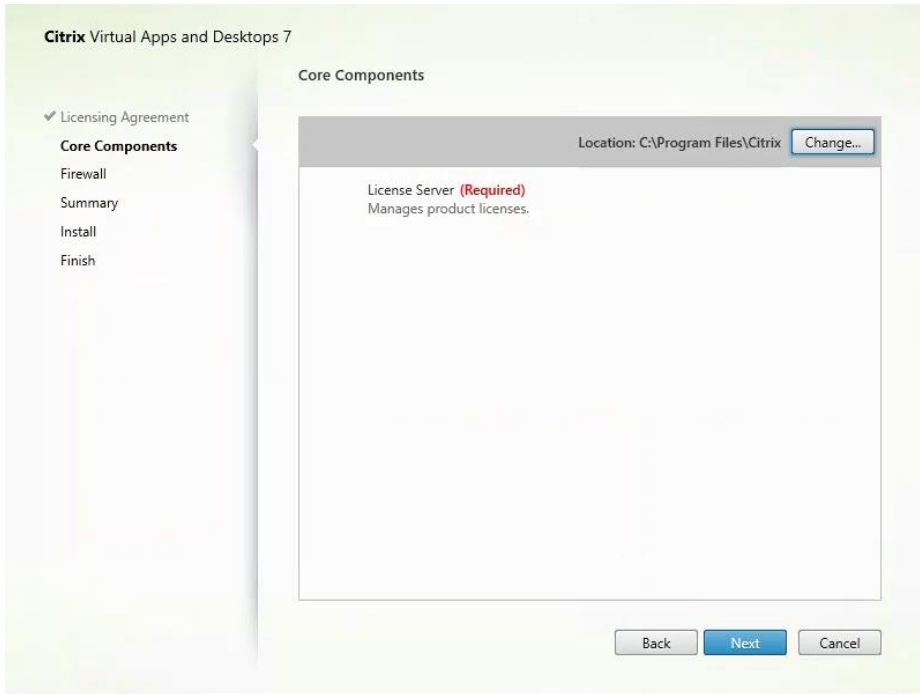 Citrix Virtual Apps and Desktops 7
Core Components
Licensing Agreement
Core Components
Firewall
Summary
Install
Finish
Location: C:\Program Files\Citrix
Change...
License Server (Required)
Manages product licenses.
Back
Next
Cancel